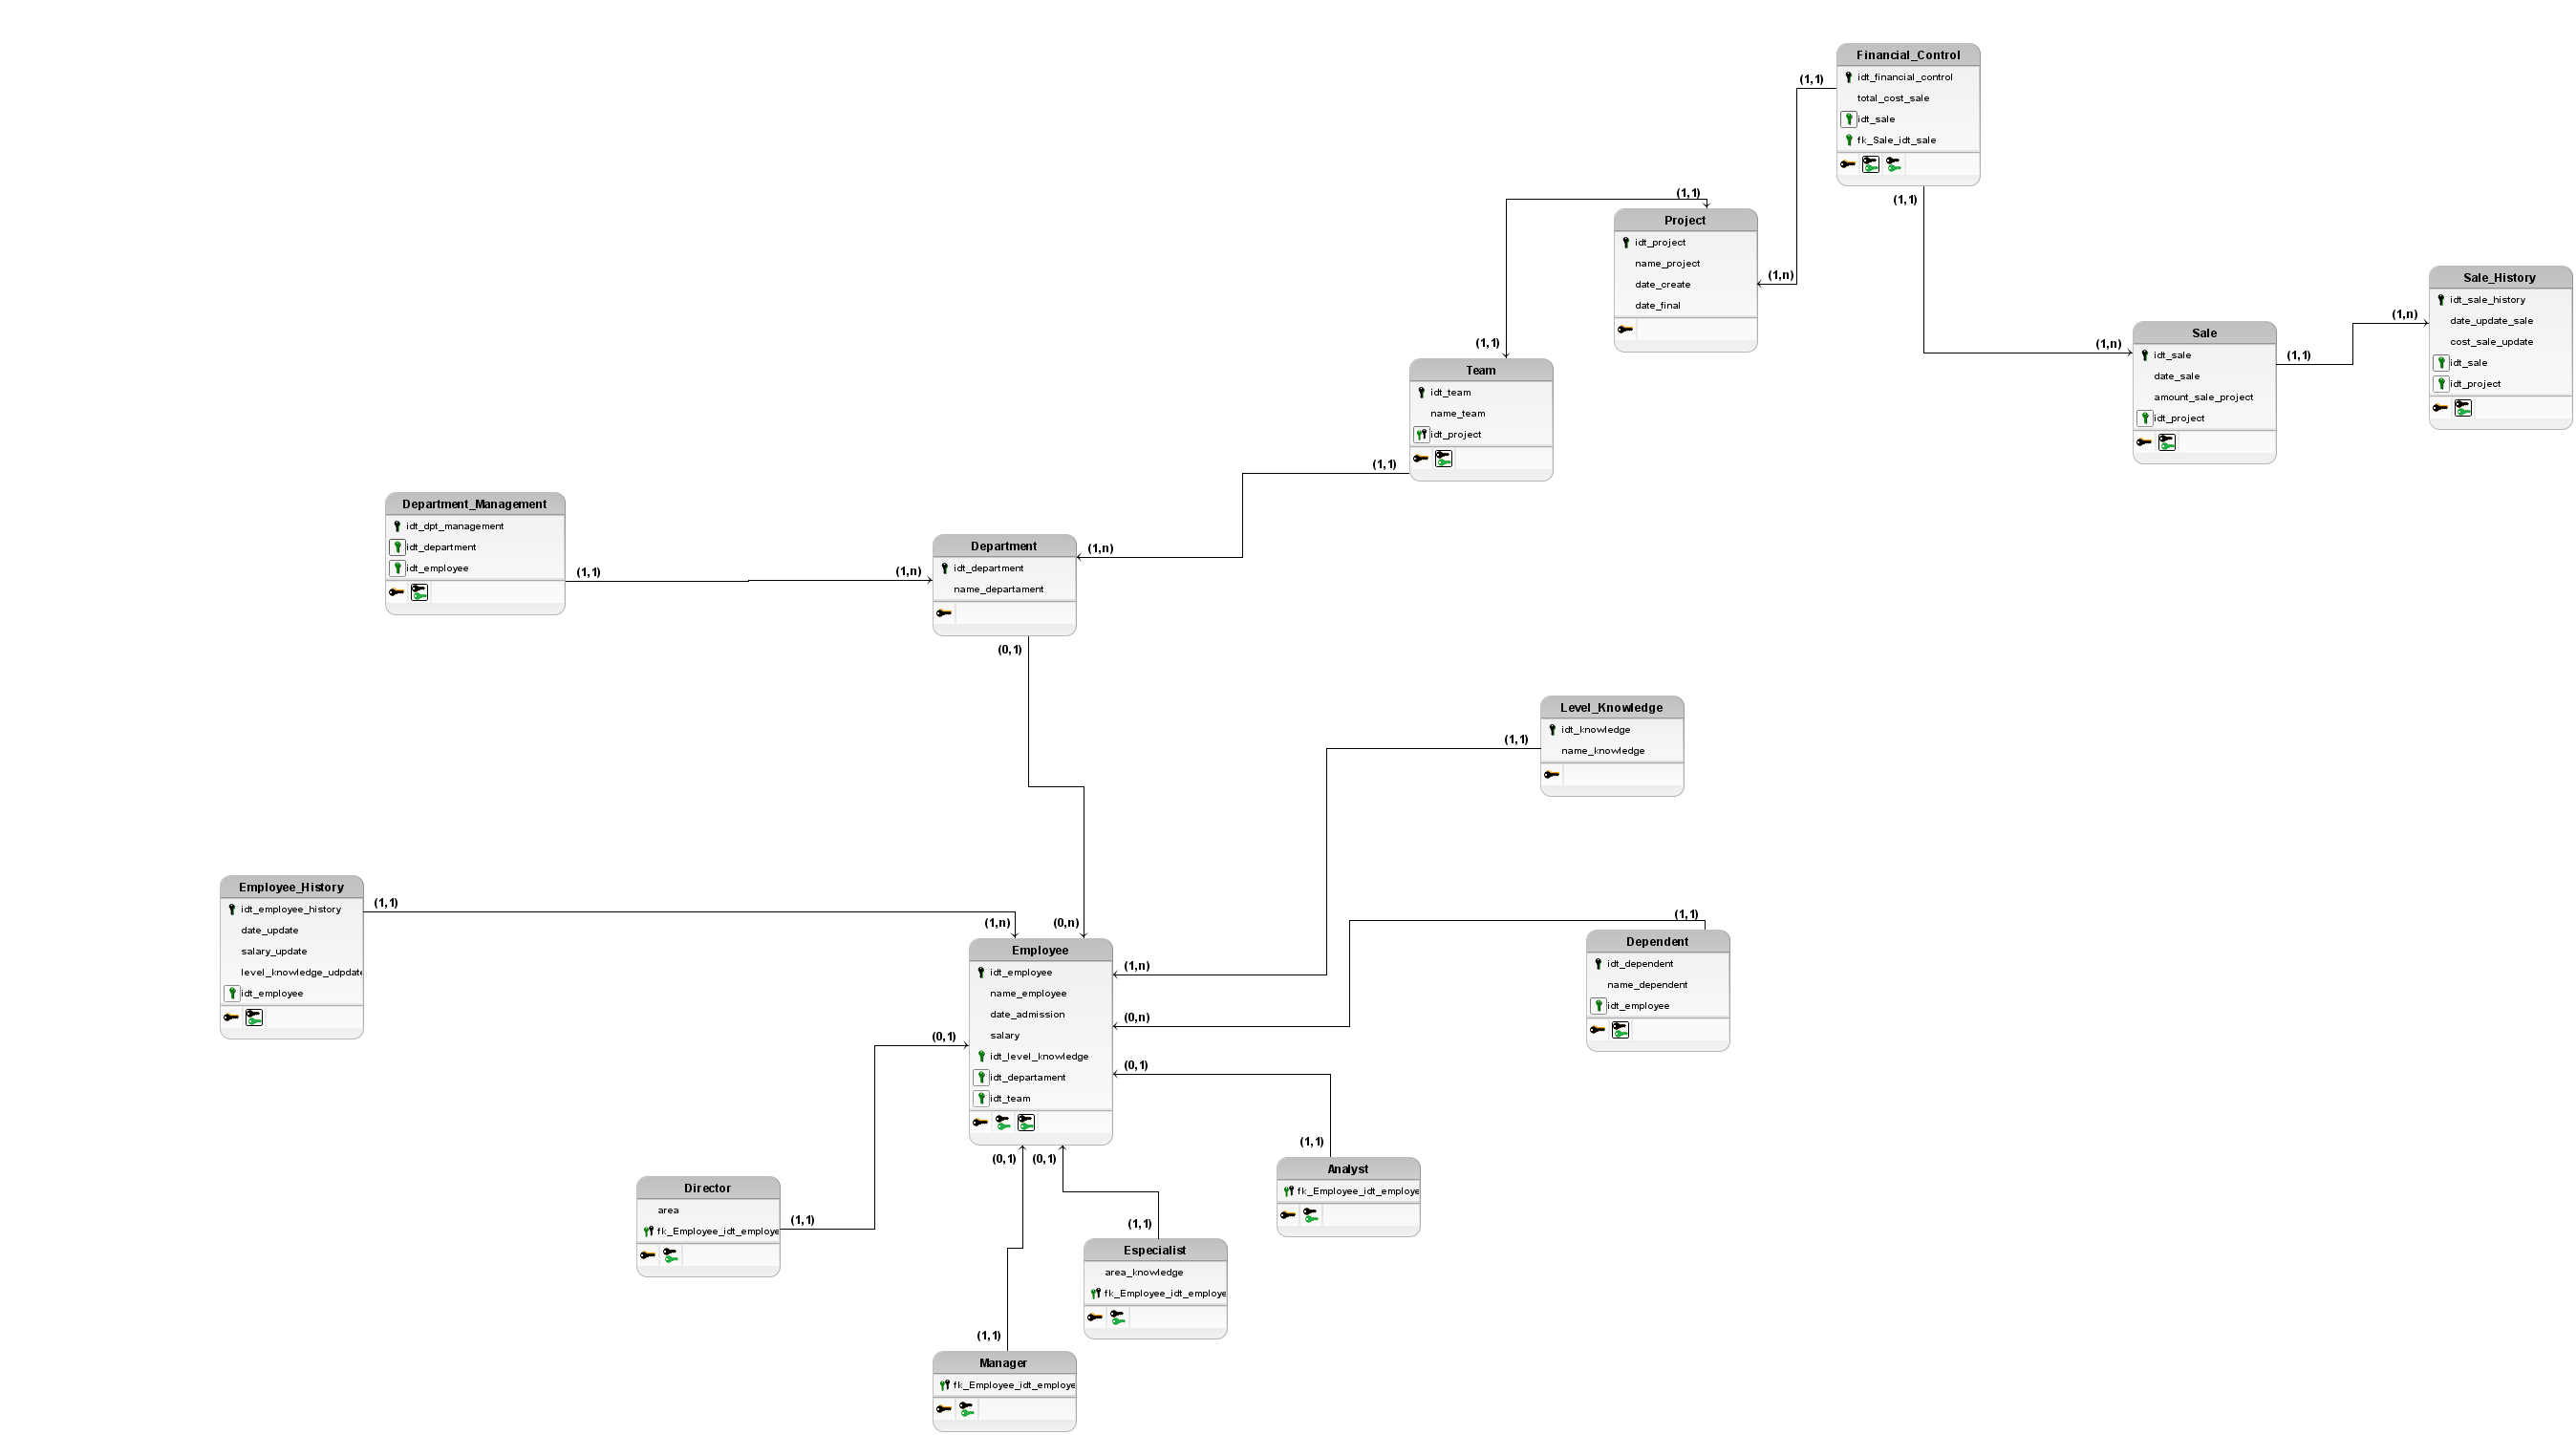 Financial_Control
idt_financial_control
total_cost_sale
idt_sale
fk_Sale_idt_sale
(1,1)
(1,1)
(1,1)
Project
idt_project
name_project
date_create
date_final
(1,n)
Sale_History
idt_sale_history
date_update_sale
cost_sale_update
idt_sale
idt_project
(1,n)
Sale
idt_sale
date_sale
amount_sale_project
idt_project
(1,n)
(1,1)
(1,1)
Team
idt_team
name_team
idt_project
(1,1)
Department_Management
idt_dpt_management
idt_department
idt_employee
(1,1)
(1,n)
Department
idt_department
name_departament
(1,n)
(0,1)
Level_Knowledge
idt_knowledge
name_knowledge
(1,1)
Employee_History
idt_employee_history
date_update
salary_update
level_knowledge_udpdate
idt_employee
(1,1)
(1,n)
(0,n)
Employee
idt_employee
name_employee
date_admission
salary
idt_level_knowledge
idt_departament
idt_team
(1,n)
(0,n)
(0,1)
(0,1)
(0,1)
(0,1)
(1,1)
Dependent
idt_dependent
name_dependent
idt_employee
(1,1)
Analyst
fk_Employee_idt_employe
Director
area
fk_Employee_idt_employe
(1,1)
(1,1)
Especialist
area_knowledge
fk_Employee_idt_employe
(1,1)
Manager
fk_Employee_idt_employe